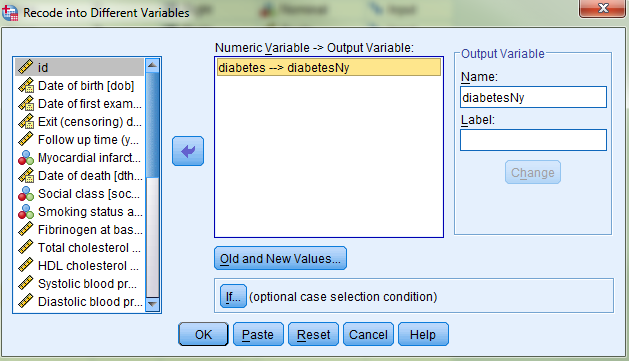 Recode into Different Variables
X
id
Date of birth [dob]
Date of first exam...
Exit (censoring) d...
Follow up time (y...
Myocardial infarct...
Date of death [dth...
Social class [soc...
Smoking status a...
Fibrinogen at bas...
Total cholesterol ...
HDL cholesterol ...
Systolic blood pr...
Diastolic blood pr...
Numeric Variable -> Output Variable:
diabetes --> diabetesNy
Output Variable
Name:
diabetesNy
Label:
Change
Old and New Values...
If... (optional case selection condition)
OK Paste Reset Cancel Help